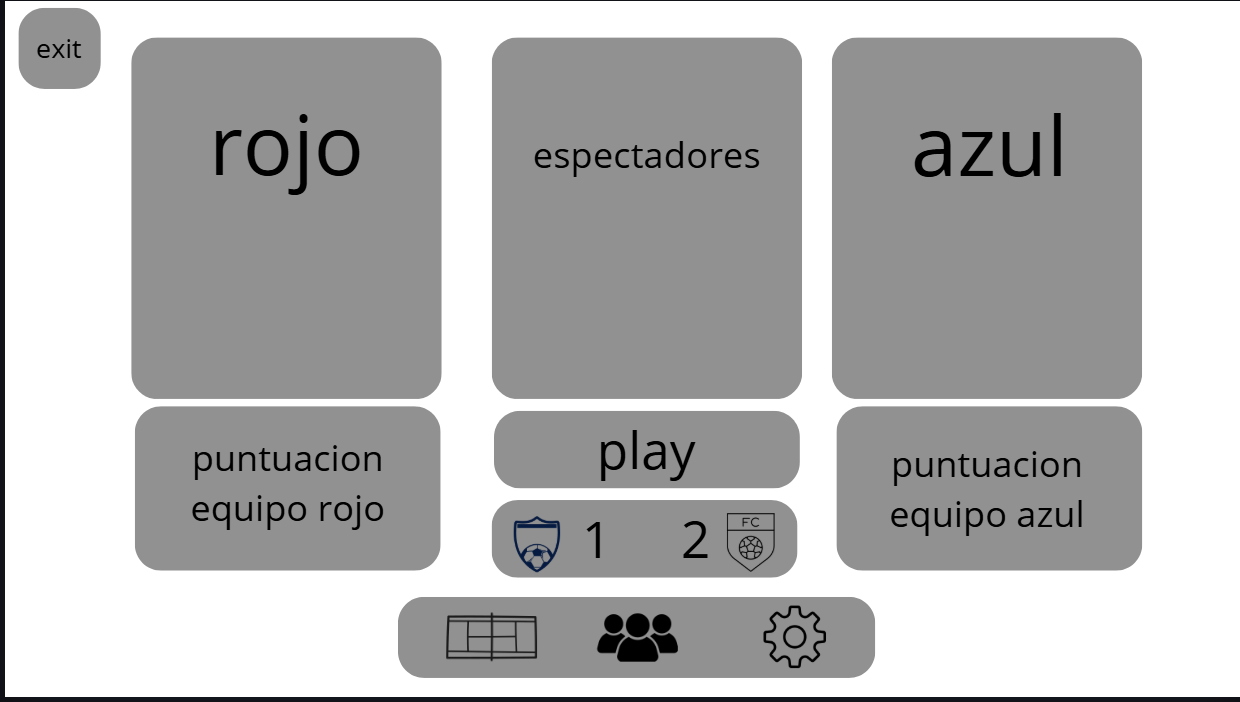 exit
rojo
espectadores
azul
puntuacion
equipo rojo
play
puntuacion
equipo azul
1 2 FC